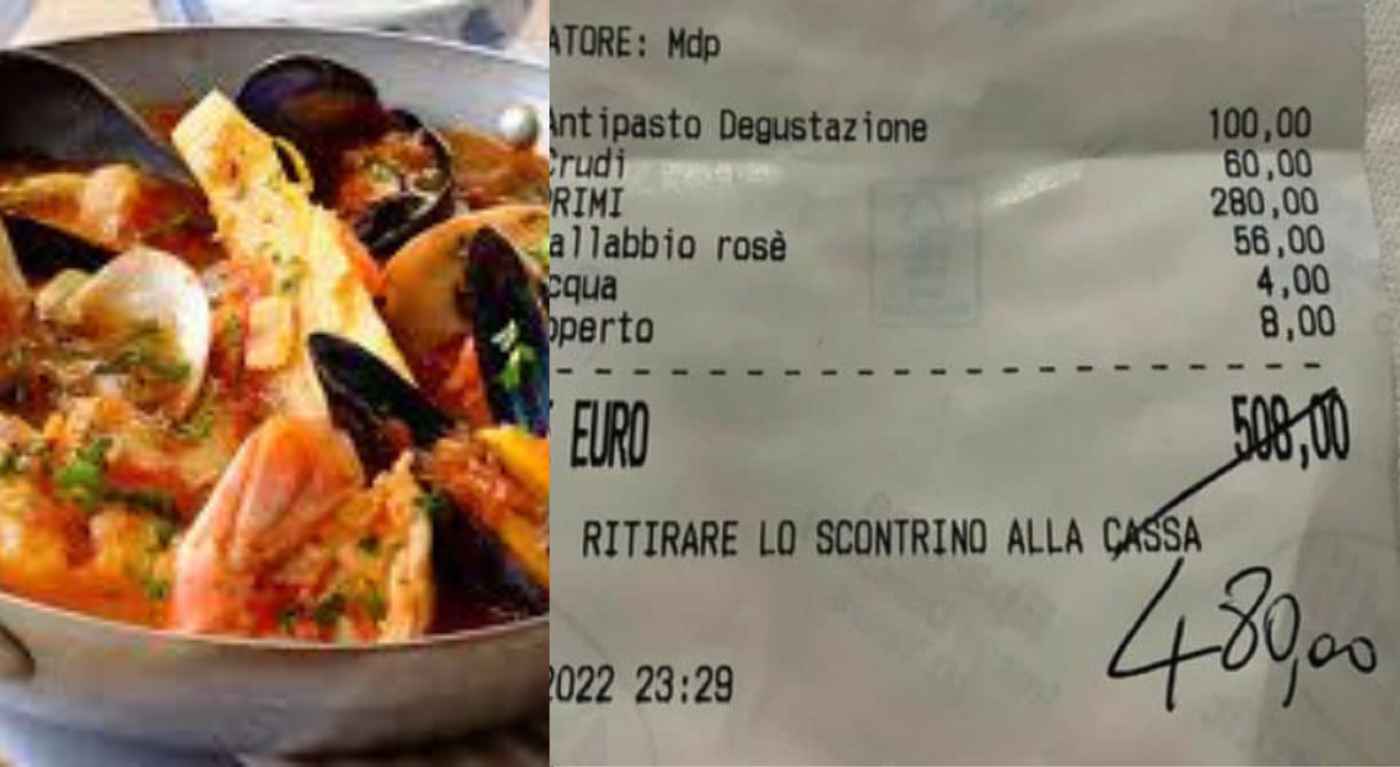 ATORE: Mdp
Antipasto Degustazione 100,00
Crudi 60,00
PRIMI 280,00
allabbio rosè 56,00
cqua 4,00
operto 8,00
EURO 508,00
RITIRARE LO SCONTRINO ALLA CASSA
480,00
2022 23:29